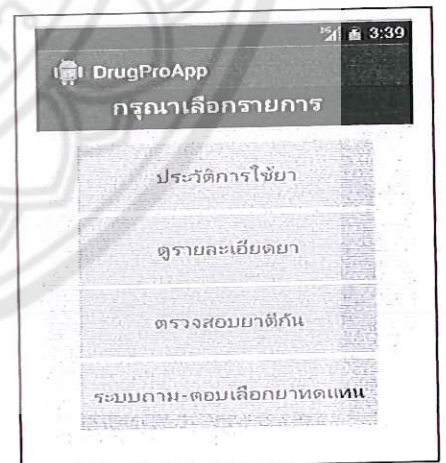 3G 3:39
DrugProApp
กรุณาเลือกรายการ
ประวัติการใช้ยา
ดูรายละเอียดยา
ตรวจสอบยาตีกัน
ระบบถาม-ตอบเลือกยาทดแทน